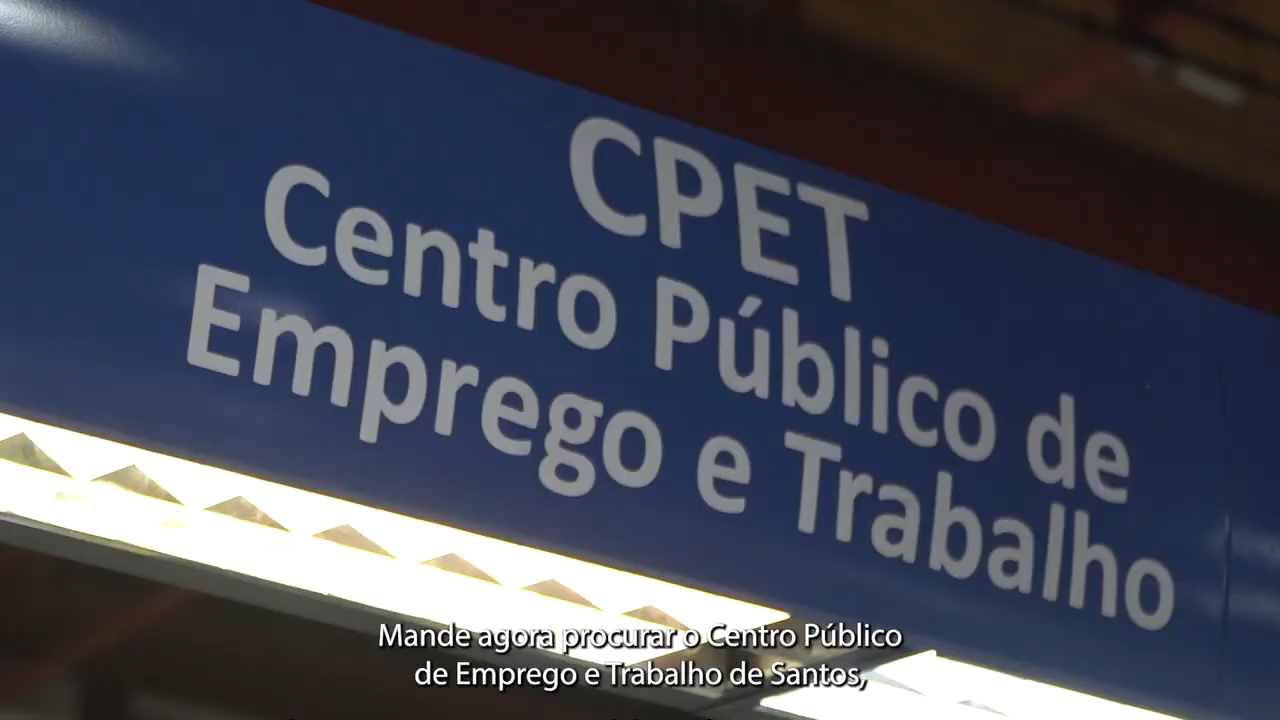 CPET
Centro Público de
Emprego e Trabalho
Mande agora procurar o Centro Público
de Emprego e Trabalho de Santos,